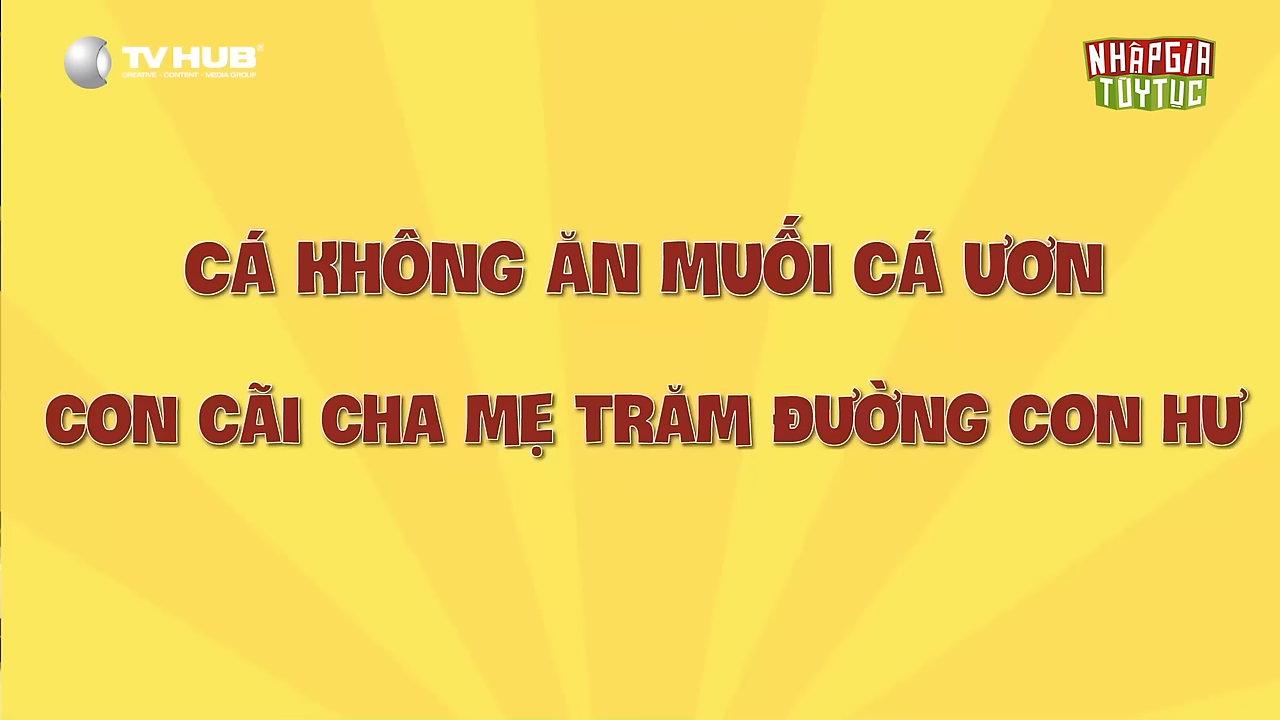 TV HUB®
CREATIVE - CONTENT - MEDIA GROUP
NHẬP GIA
TÙY TỤC
CÁ KHÔNG ĂN MUỐI CÁ ƯƠN
CON CÃI CHA MẸ TRĂM ĐƯỜNG CON HƯ